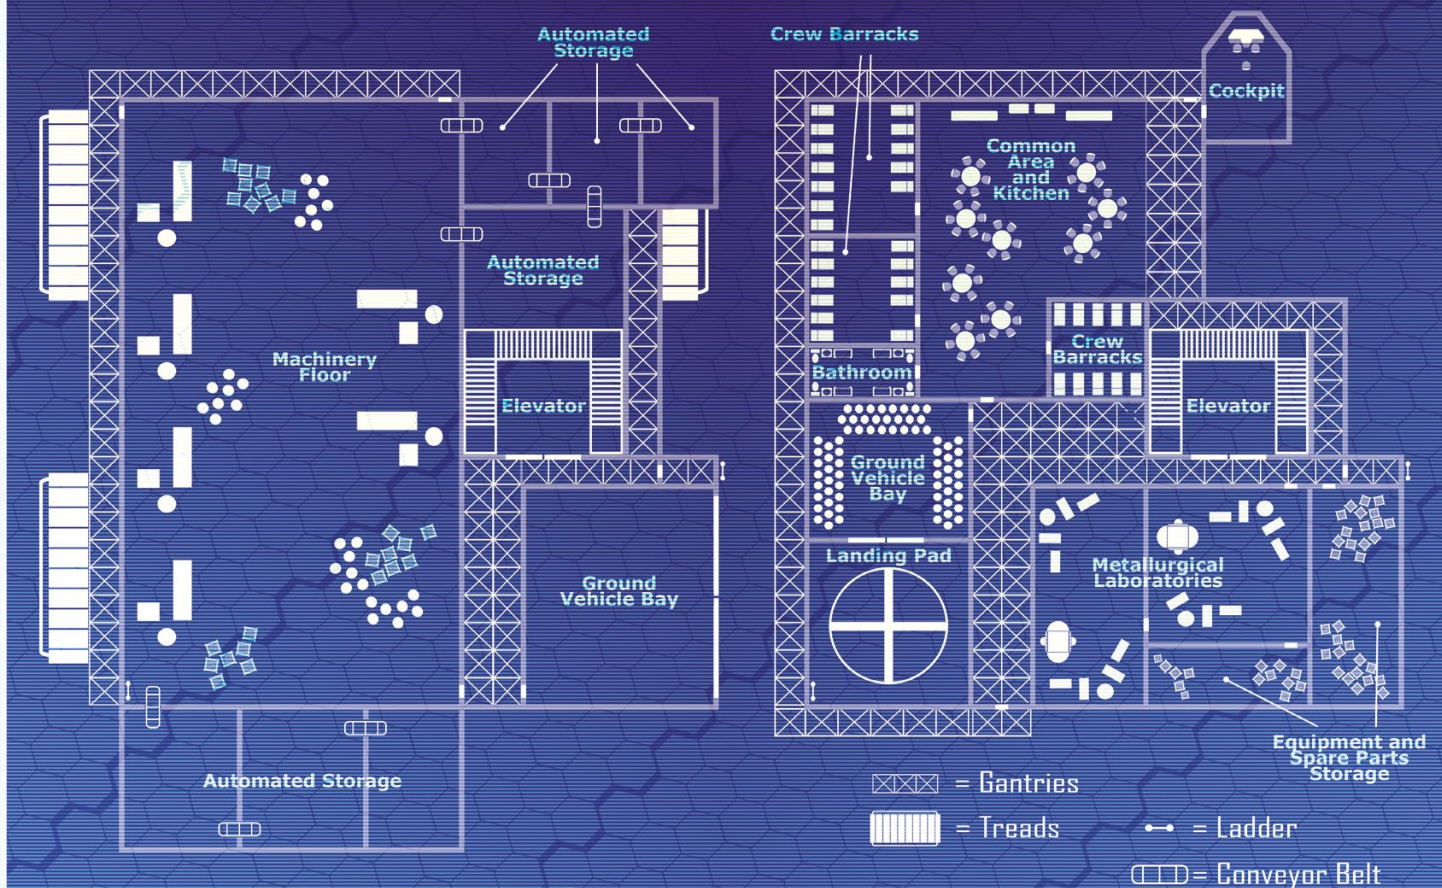 Automated
Storage
Crew Barracks
Cockpit
Common
Area
and
Kitchen
Automated
Storage
Machinery
Floor
Crew
Barracks
Bathroom
Elevator
Elevator
Ground
Vehicle
Bay
Landing Pad
Metallurgical
Laboratories
Ground
Vehicle Bay
Equipment and
Spare Parts
Storage
Automated Storage
= Gantries
= Treads
= Ladder
= Conveyor Belt